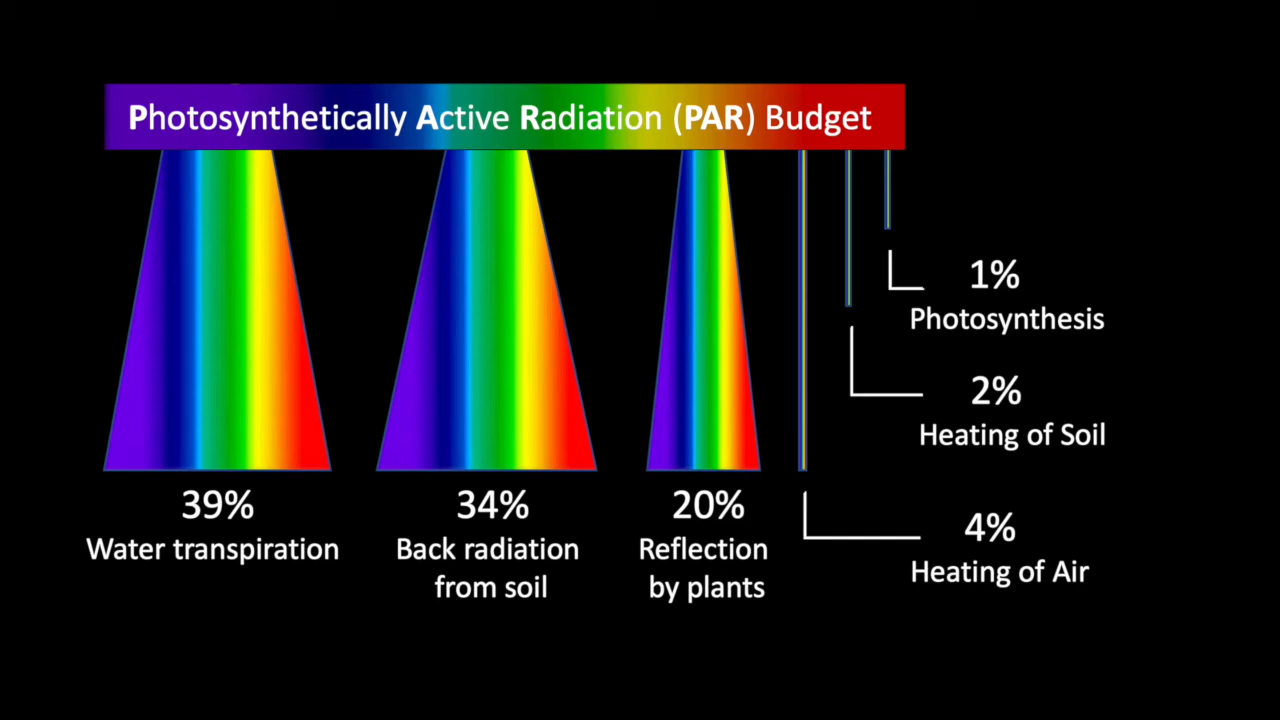 Photosynthetically Active Radiation (PAR) Budget
1%
Photosynthesis
2%
Heating of Soil
39%
Water transpiration
34%
Back radiation
from soil
20%
Reflection
by plants
4%
Heating of Air